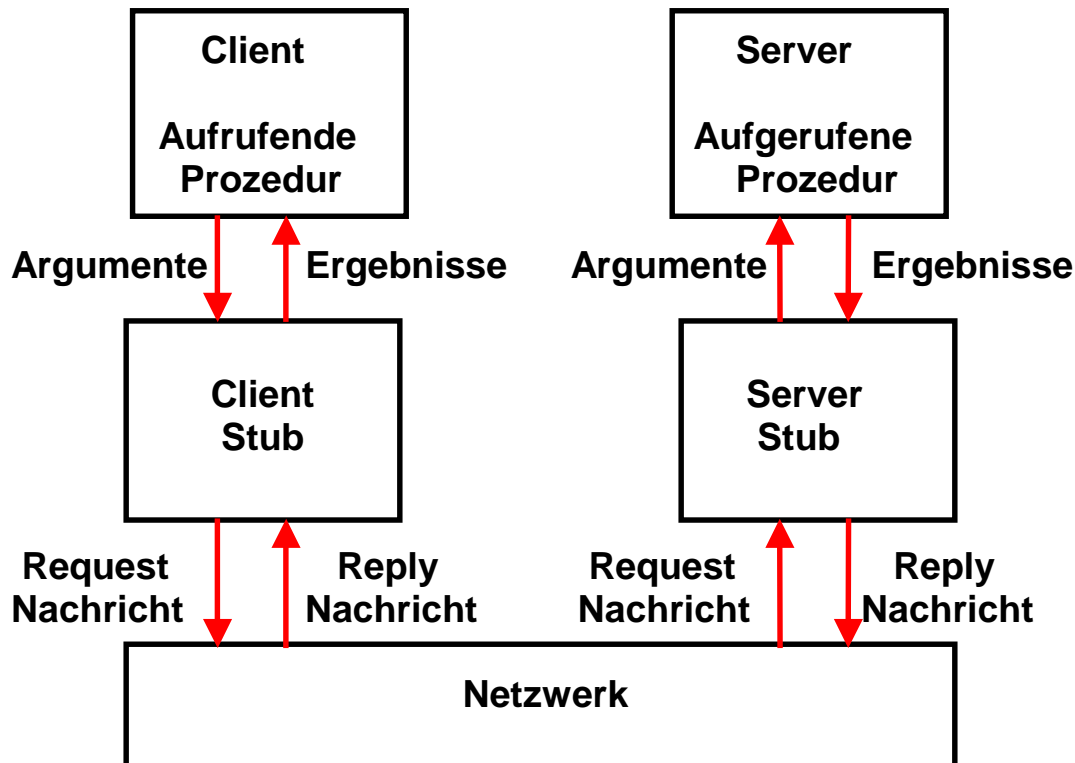 Client
Aufrufende
Prozedur
Server
Aufgerufene
Prozedur
Argumente
Ergebnisse
Argumente
Ergebnisse
Client
Stub
Server
Stub
Request
Nachricht
Reply
Nachricht
Request
Nachricht
Reply
Nachricht
Netzwerk